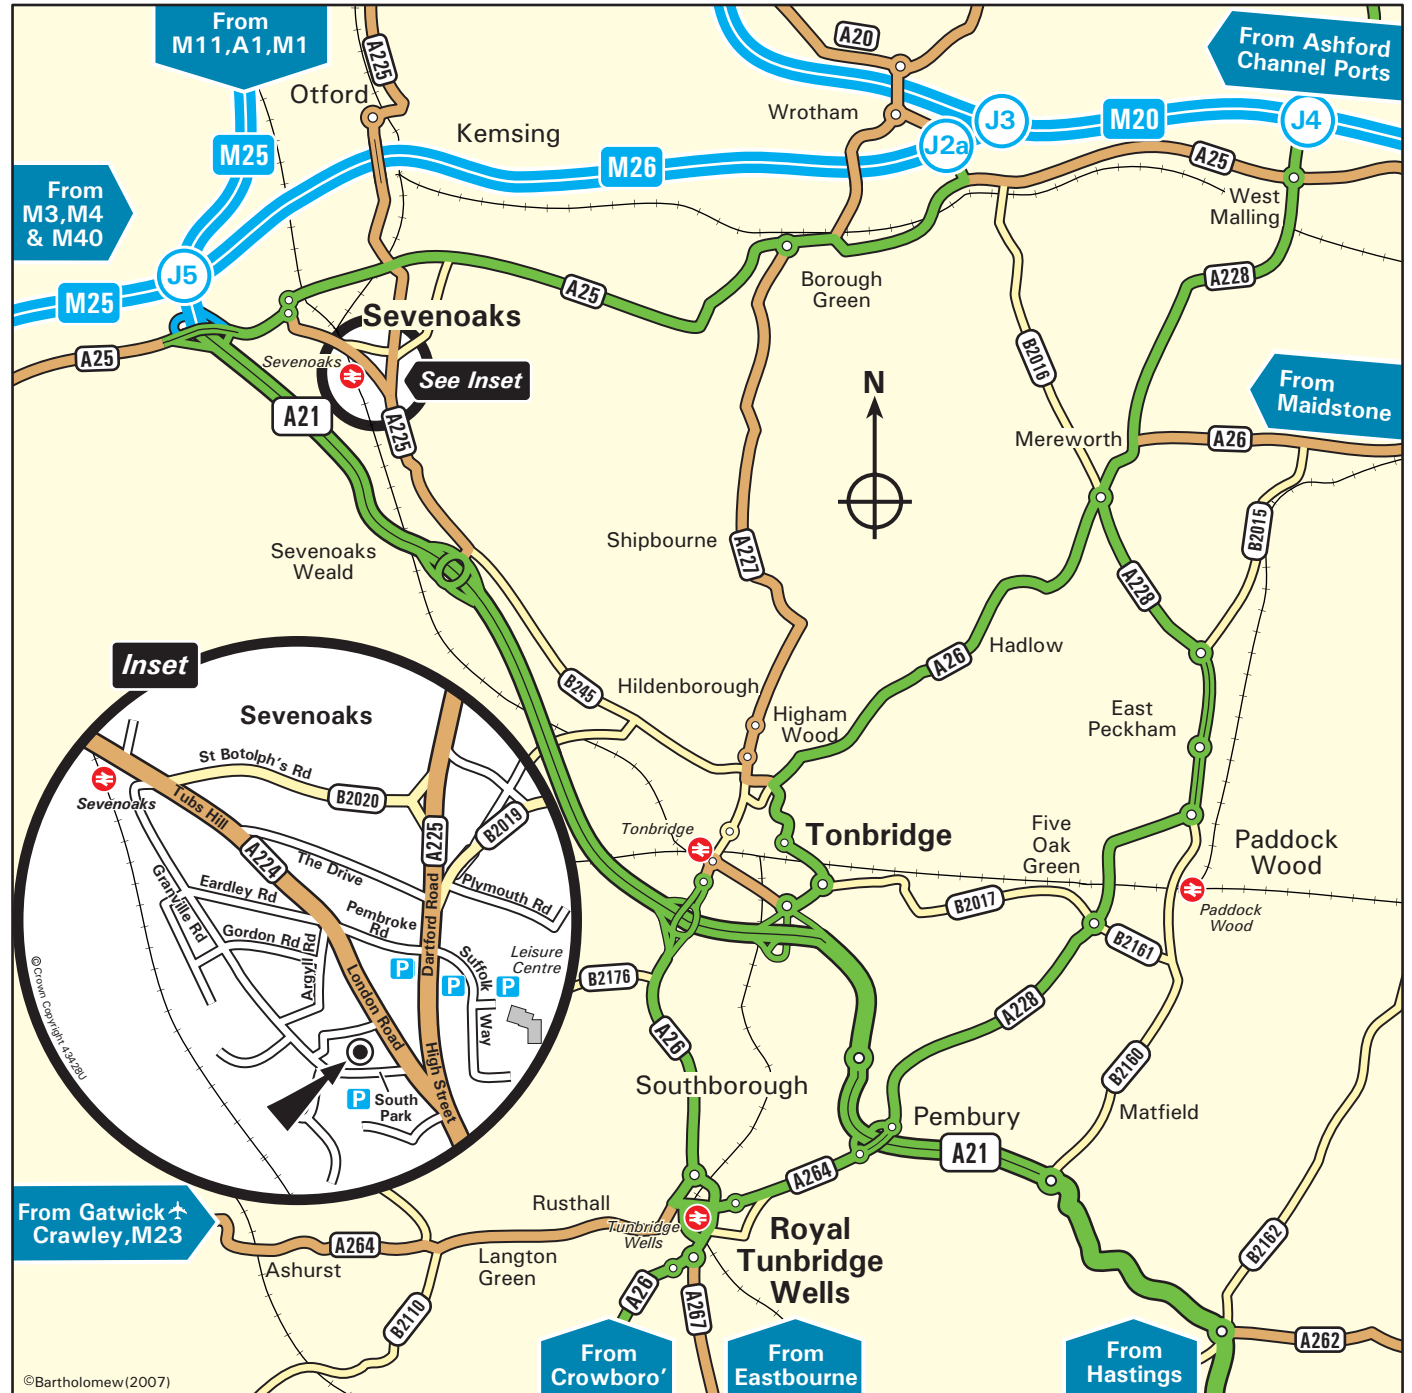 From
M11,A1,M1
A225
Otford
Kemsing
M25
M26
A20
Wrotham
J2a
J3
M20
J4
From Ashford
Channel Ports
A25
West
Malling
From
M3,M4
& M40
J5
M25
A25
Borough
Green
A228
Sevenoaks
Sevenoaks
See Inset
A25
A21
A225
B2016
N
From
Maidstone
Mereworth
A26
B2015
Sevenoaks
Weald
Shipbourne
A227
A228
Hadlow
A26
B245
Hildenborough
Higham
Wood
East
Peckham
Tonbridge
Tonbridge
Five
Oak
Green
Paddock
Wood
Paddock
Wood
B2017
B2161
B2176
A26
A228
B2160
Southborough
Pembury
Matfield
A21
A264
Rusthall
Tunbridge
Wells
Royal
Tunbridge
Wells
B2162
From Gatwick
Crawley,M23
A264
Ashurst
Langton
Green
B2110
A26
A267
From
Crowboro'
From
Eastbourne
From
Hastings
A262
Inset
Sevenoaks
St Botolph's Rd
B2020
Sevenoaks
Tubs Hill
A224
A225
B2019
The Drive
Plymouth Rd
Granville Rd
Eardley Rd
Pembroke
Rd
Dartford Road
Gordon Rd
Argyll Rd
London Road
Suffolk
Way
Leisure
Centre
P
P
P
High Street
P
South
Park
©Crown Copyright 43428U
©Bartholomew(2007)